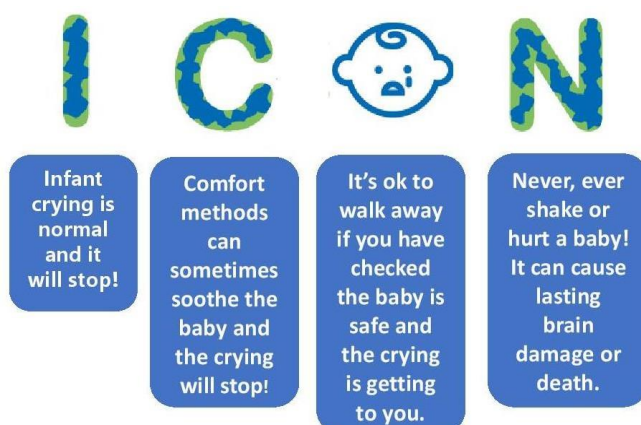 I C N
Infant
crying is
normal
and it
will stop!
Comfort
methods
can
sometimes
soothe the
baby and
the crying
will stop!
It's ok to
walk away
if you have
checked
the baby is
safe and
the crying
is getting
to you.
Never, ever
shake or
hurt a baby!
It can cause
lasting
brain
damage or
death.